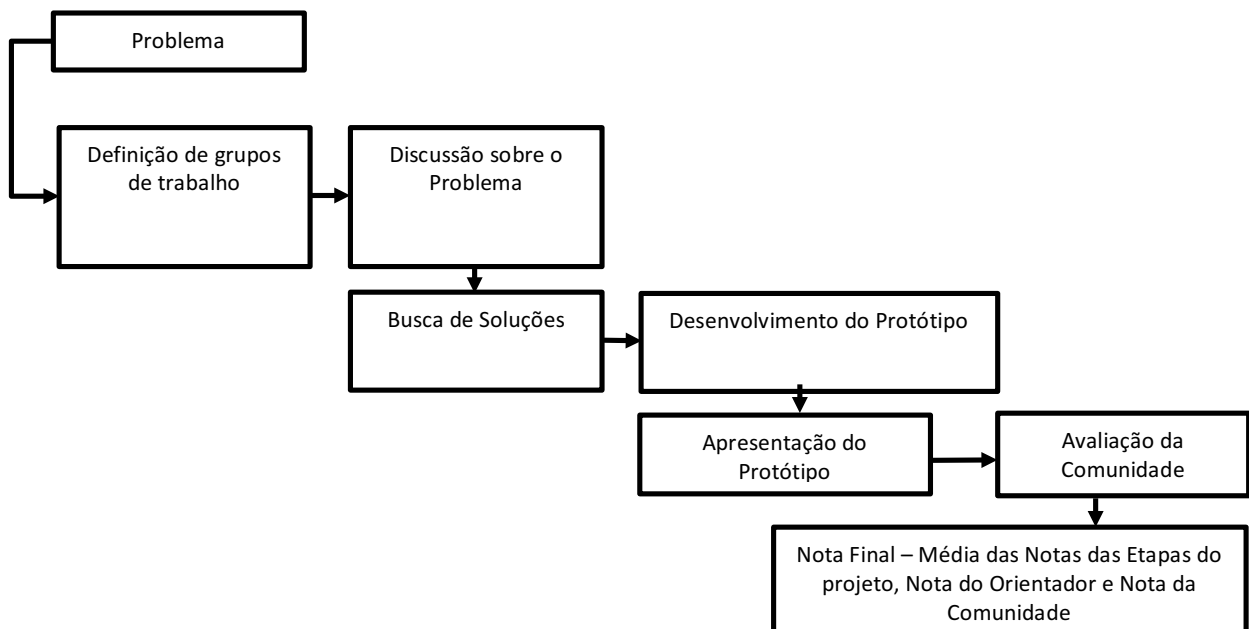 Problema
Definição de grupos
de trabalho
Discussão sobre o
Problema
Busca de Soluções
Desenvolvimento do Protótipo
Apresentação do
Protótipo
Avaliação da
Comunidade
Nota Final – Média das Notas das Etapas do
projeto, Nota do Orientador e Nota da
Comunidade